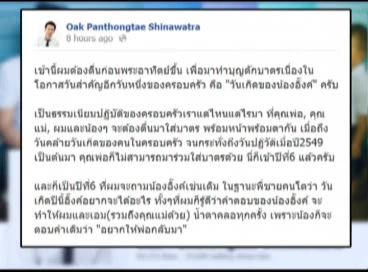 Oak Panthongtae Shinawatra
8 hours ago
เช้านี้ผมต้องตื่นก่อนพระอาทิตย์ขึ้น เพื่อมาทำบุญตักบาตรเนื่องใน
โอกาสวันสำคัญอีกวันหนึ่งของครอบครัว คือ "วันเกิดของน้องอิ๊งค์" ครับ
เป็นธรรมเนียมปฏิบัติของครอบครัวเราแต่ไหนแต่ไรมา ที่คุณพ่อ, คุณ
แม่, ผมและน้องๆ จะต้องตื่นมาใส่บาตร พร้อมหน้าพร้อมตากัน เมื่อถึง
วันคล้ายวันเกิดของคนในครอบครัว จนกระทั่งถึงวันปฏิวัติเมื่อปี2549
เป็นต้นมา คุณพ่อก็ไม่สามารถมาร่วมใส่บาตรด้วย นี่ก็เข้าปีที่6 แล้วครับ
และก็เป็นปีที่6 ที่ผมจะถามน้องอิ๊งค์เช่นเดิม ในฐานะพี่ชายคนโตว่า วัน
เกิดปีนี้อิ๊งค์อยากจะได้อะไร ทั้งๆที่ผมก็รู้ดีว่าคำตอบของน้องอิ๊งค์ จะ
ทำให้ผมและเอม(รวมถึงคุณแม่ด้วย) น้ำตาคลอทุกครั้ง เพราะน้องก็จะ
ตอบคำเดิมว่า "อยากให้พ่อกลับมา"